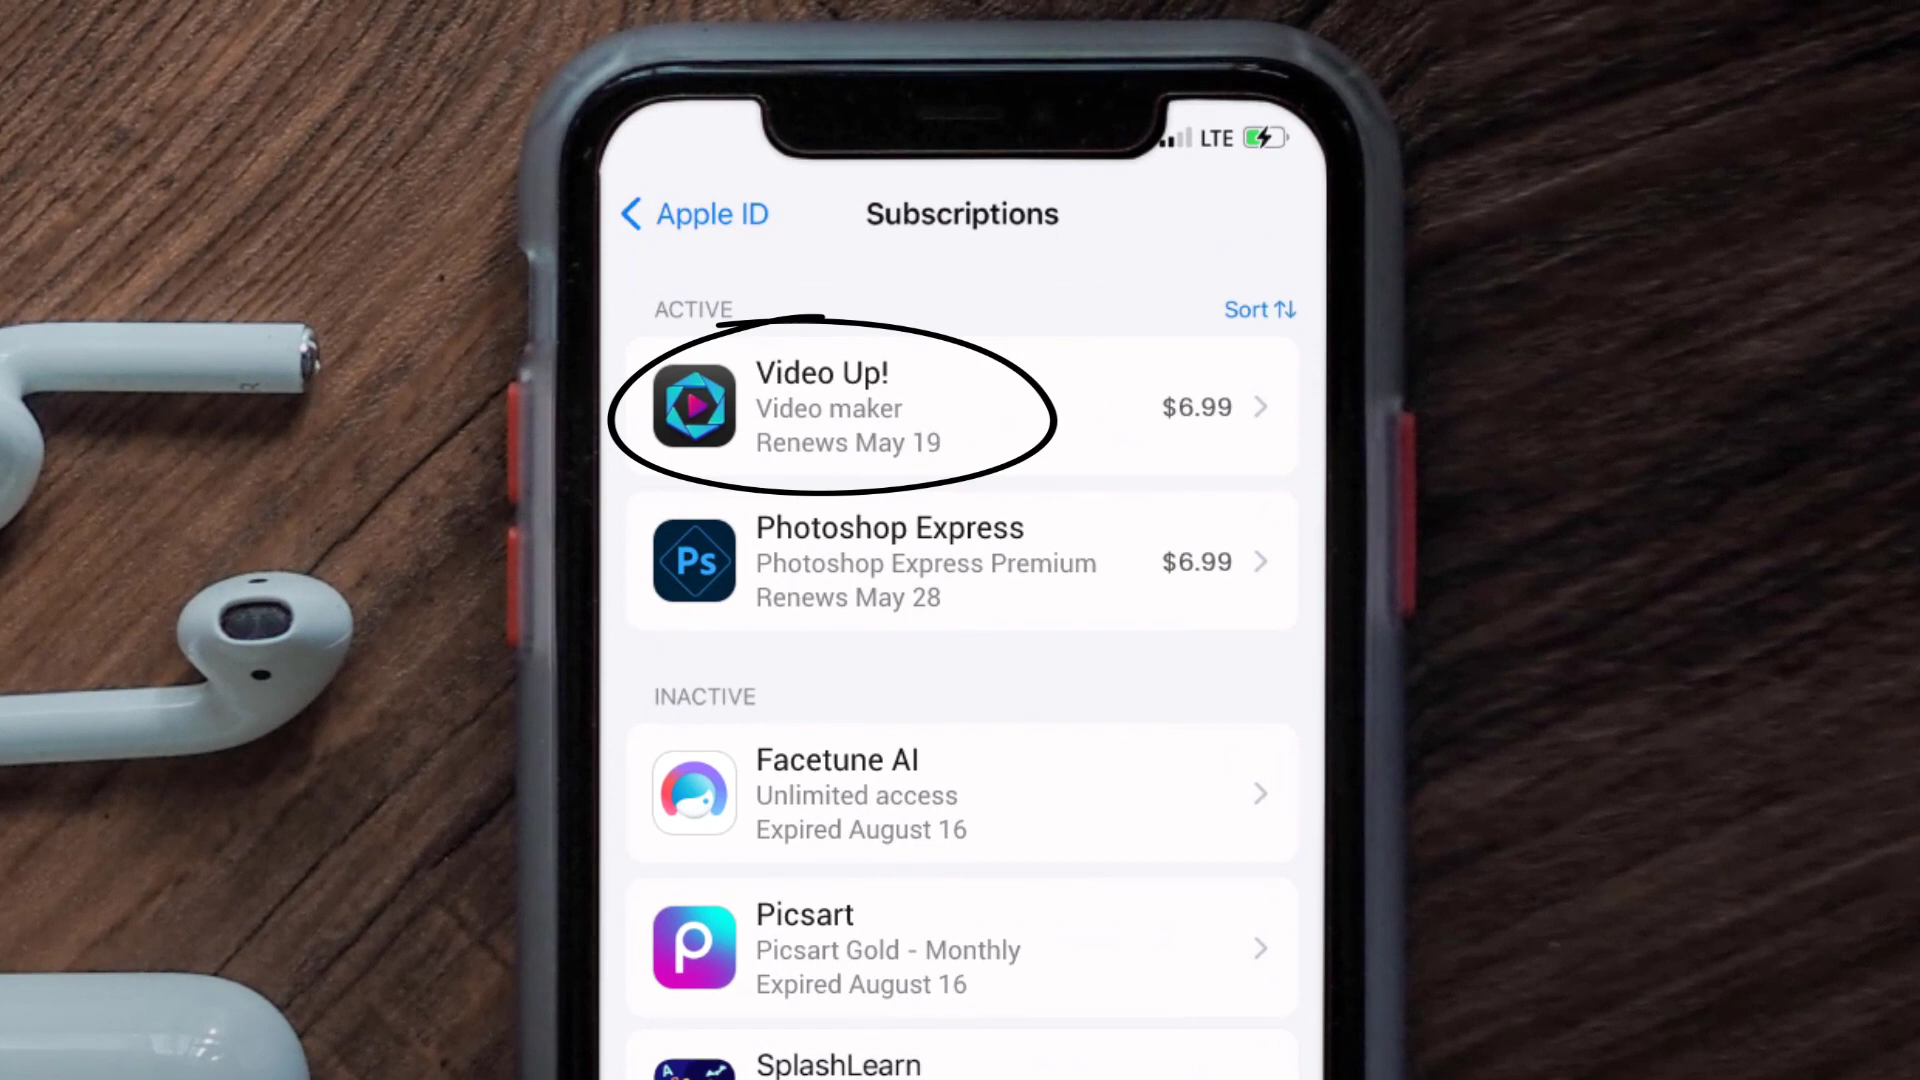 LTE
Apple ID
Subscriptions
ACTIVE
Sort
Video Up!
Video maker
Renews May 19
$6.99
Ps
Photoshop Express
Photoshop Express Premium
Renews May 28
$6.99
INACTIVE
Facetune AI
Unlimited access
Expired August 16
P
Picsart
Picsart Gold - Monthly
Expired August 16
A
SplashLearn
R